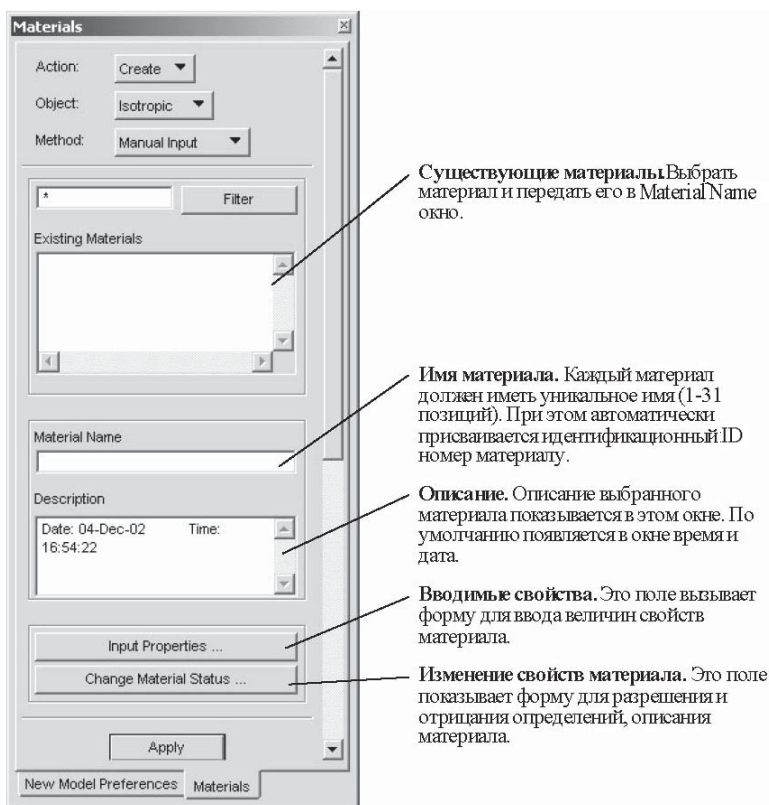 Materials
Action: Create
Object: Isotropic
Method: Manual Input
* Filter
Existing Materials
Material Name
Description
Date: 04-Dec-02 Time:
16:54:22
Input Properties ...
Change Material Status ...
Apply
New Model Preferences Materials
Существующие материалы.Выбрать
материал и передать его в Material Name
окно.
Имя материала. Каждый материал
должен иметь уникальное имя (1-31
позиций). При этом автоматически
присваивается идентификационный ID
номер материалу.
Описание. Описание выбранного
материала показывается в этом окне. По
умолчанию появляется в окне время и
дата.
Вводимые свойства. Это поле вызывает
форму для ввода величин свойств
материала.
Изменение свойств материала. Это поле
показывает форму для разрешения и
отрицания определений, описания
материала.